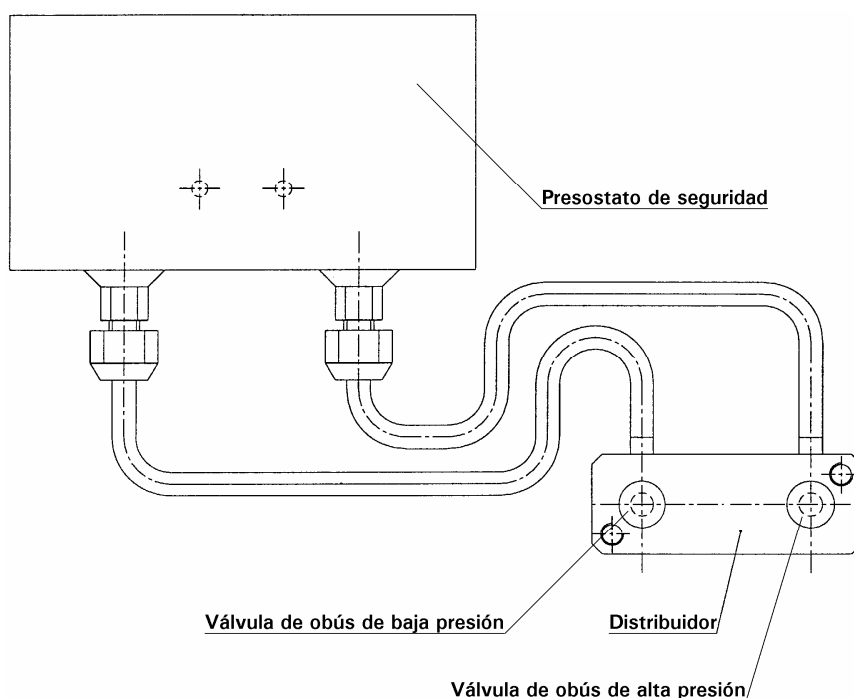 Presostato de seguridad
Válvula de obús de baja presión
Distribuidor
Válvula de obús de alta presión